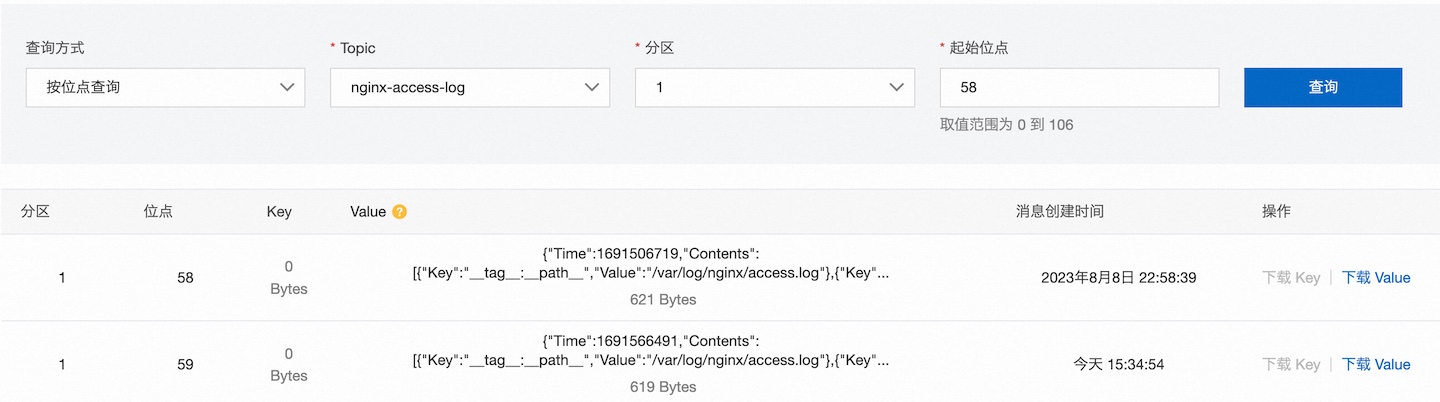 查询方式
* Topic
* 分区
* 起始位点
按位点查询
nginx-access-log
1
58
查询
取值范围为 0 到 106
分区 位点 Key Value ? 消息创建时间 操作
1 58 0 Bytes
{"Time":1691506719,"Contents":
[{"Key":"__tag__:__path__","Value":"/var/log/nginx/access.log"},{"Key"...
621 Bytes
2023年8月8日 22:58:39 下载 Key | 下载 Value
1 59 0 Bytes
{"Time":1691566491,"Contents":
[{"Key":"__tag__:__path__","Value":"/var/log/nginx/access.log"},{"Key"...
619 Bytes
今天 15:34:54 下载 Key | 下载 Value